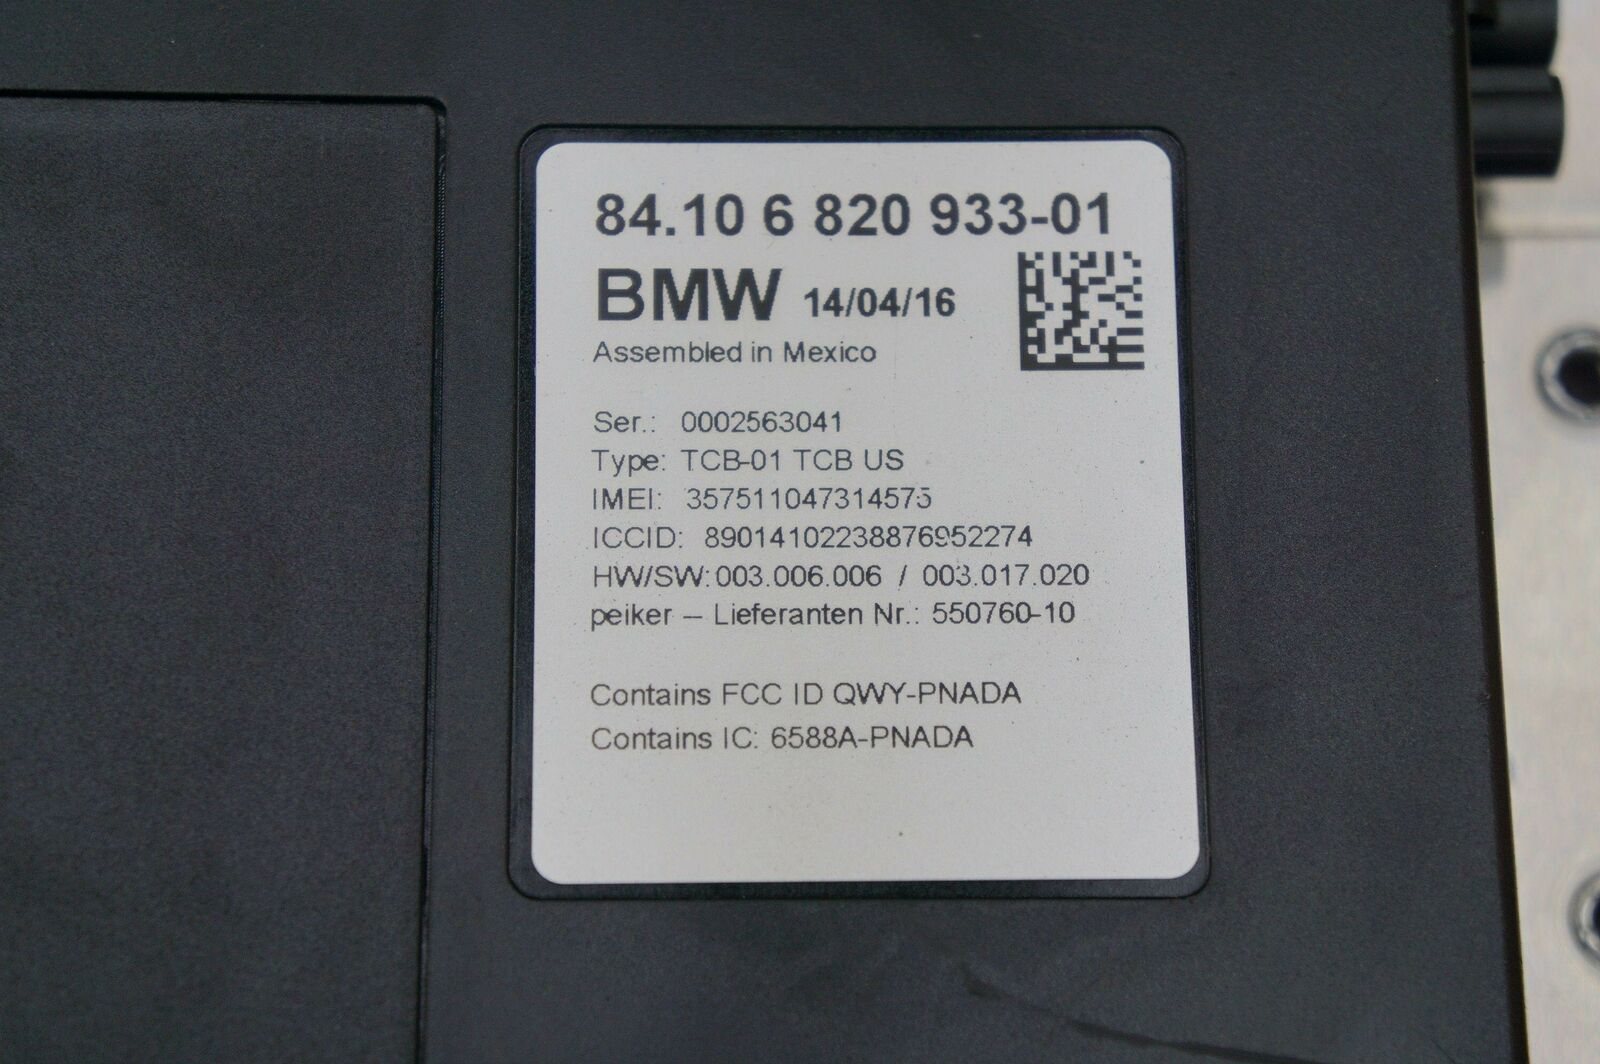 84.10 6 820 933-01
BMW 14/04/16
Assembled in Mexico
Ser.: 0002563041
Type: TCB-01 TCB US
IMEI: 357511047314575
ICCID: 89014102238876952274
HW/SW: 003.006.006 / 003.017.020
peiker – Lieferanten Nr.: 550760-10
Contains FCC ID QWY-PNADA
Contains IC: 6588A-PNADA